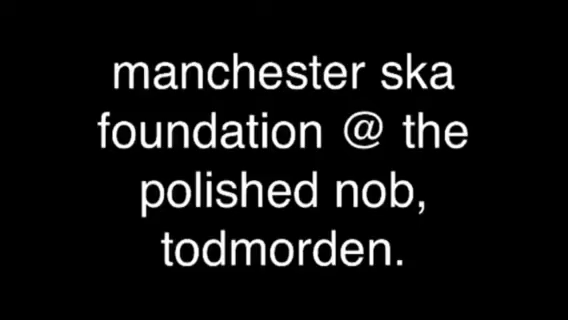 manchester ska
foundation @ the
polished nob,
todmorden.